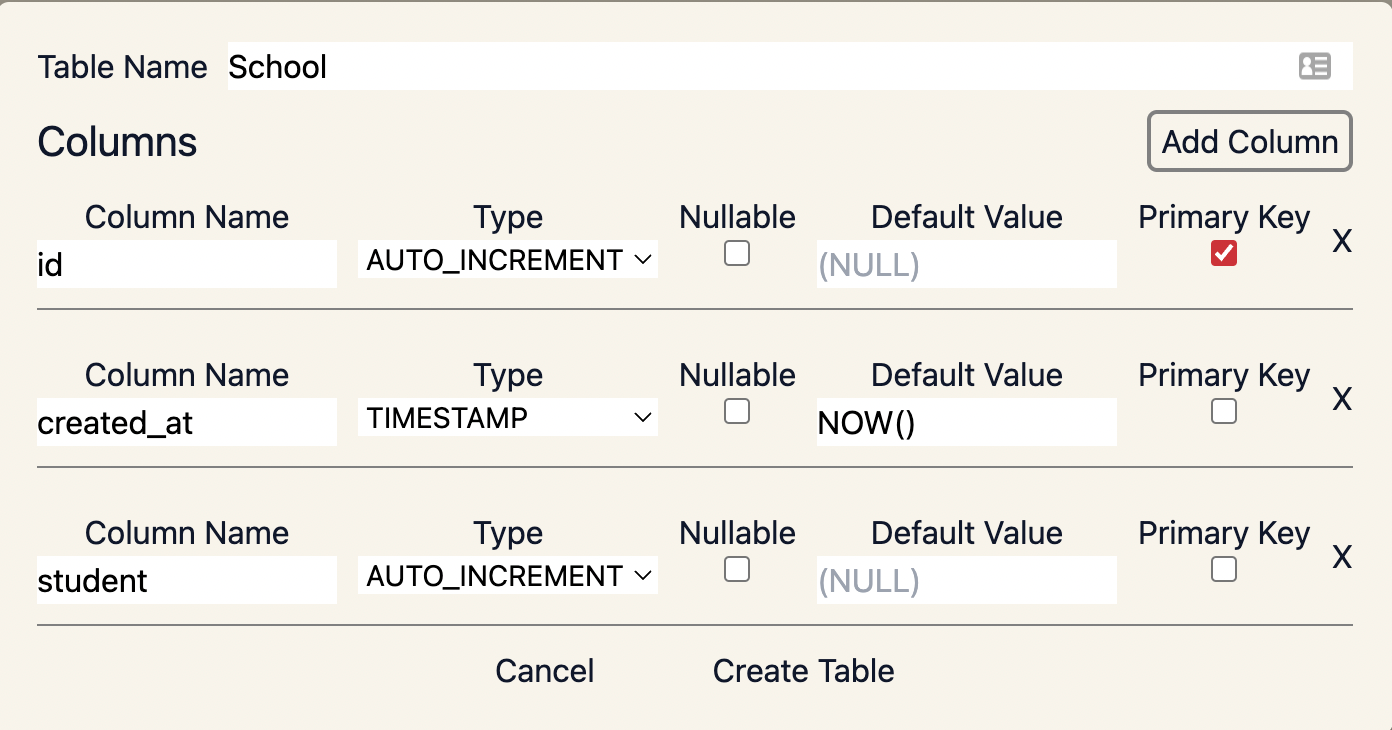 Table Name School
Columns Add Column
Column Name Type Nullable Default Value Primary Key X
id AUTO_INCREMENT (NULL)
Column Name Type Nullable Default Value Primary Key X
created_at TIMESTAMP NOW()
Column Name Type Nullable Default Value Primary Key X
student AUTO_INCREMENT (NULL)
Cancel Create Table